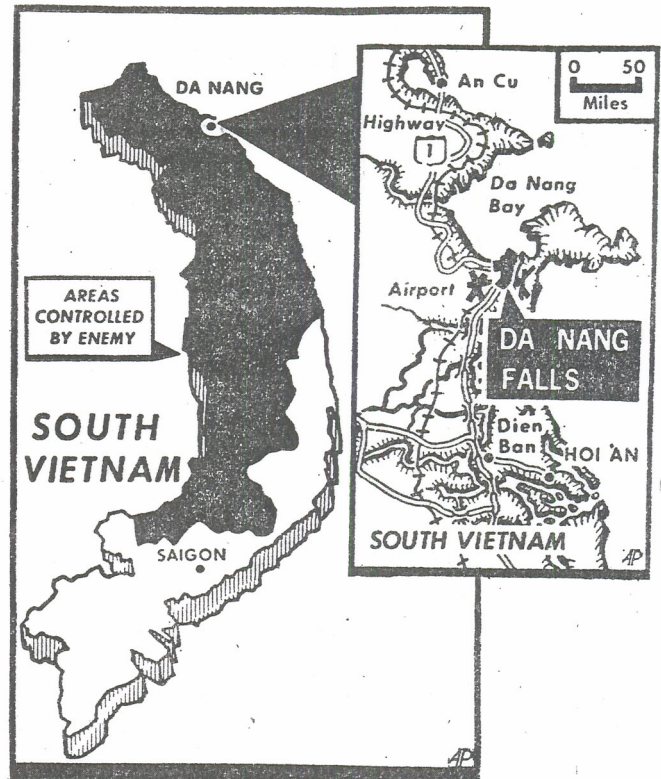 DA NANG
AREAS
CONTROLLED
BY ENEMY
SOUTH
VIETNAM
SAIGON
AP
0 50
Miles
An Cu
Highway
1
Da Nang
Bay
Airport
DA NANG
FALLS
Dien
Ban
HOI AN
SOUTH VIETNAM
AP